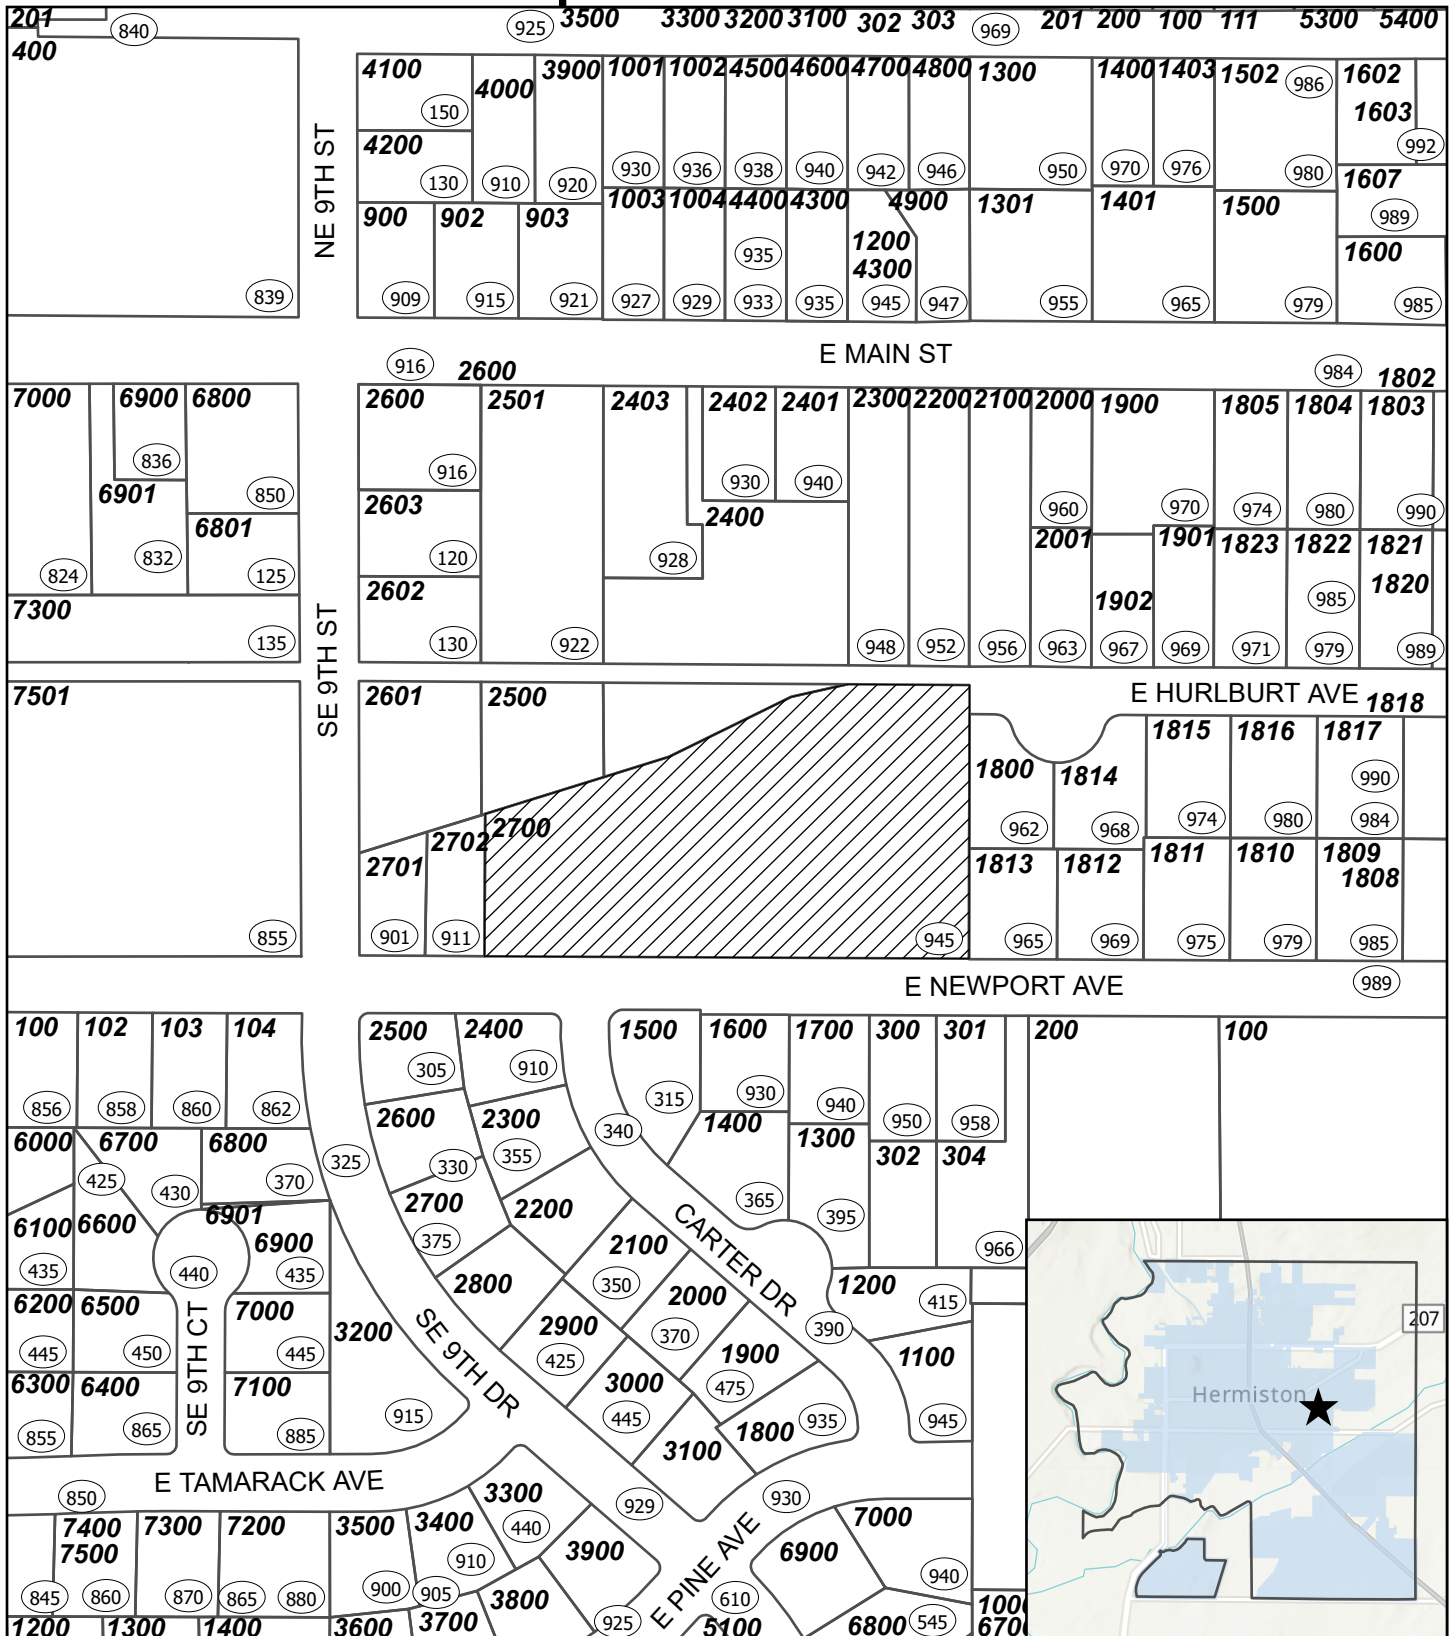 201 840 925 3500 3300 3200 3100 302 303 969 201 200 100 111 5300 5400
400
4100 4000 3900 1001 1002 4500 4600 4700 4800 1300 1400 1403 1502 986 1602
150 1603
4200 992
130 910 920 930 936 938 940 942 946 950 970 976 980 1607
NE 9TH ST
900 902 903 1003 1004 4400 4300 4900 1301 1401 1500 989
935 1200 1600
4300
839 909 915 921 927 929 933 935 945 947 955 965 979 985
E MAIN ST
916 2600 984 1802
7000 6900 6800 2600 2501 2403 2402 2401 2300 2200 2100 2000 1900 1805 1804 1803
836 916 930 940
6901 850 2603 2400 960 970 974 980 990
6801 2001 1901 1823 1822 1821
824 832 125 120 928 1820
7300 2602 1902 985
135 130 922 948 952 956 963 967 969 971 979 989
SE 9TH ST
7501 2601 2500 E HURLBURT AVE 1818
1815 1816 1817
1800 1814 990
2700 962 968 974 980 984
2702
2701 1813 1812 1811 1810 1809
1808
855 901 911 945 965 969 975 979 985
E NEWPORT AVE 989
100 102 103 104 2500 2400 1500 1600 1700 300 301 200 100
305 910
856 858 860 862 315 930 940 950 958
2600 2300 340 1400
6000 6700 6800 355 1300 302 304
425 430 370 325 330
2700 2200 365 395
6100 6600 6901 375 CARTER DR
6900 2100 966
435 440 435 350
6200 6500 7000 2800 2000 1200 415
SE 9TH CT 3200 SE 9TH DR 2900 370 390
445 450 445 425 1900 1100
6300 6400 7100 3000 475
855 865 885 915 445 1800 935 945
3100
E TAMARACK AVE
850 3300 929 930
7400 7300 7200 3500 3400 440 E PINE AVE 7000
7500 910 3900 6900
845 860 870 865 880 900 905 940
3800 610
1200 1300 1400 3600 3700 925 5100 6800 545
207
Hermiston